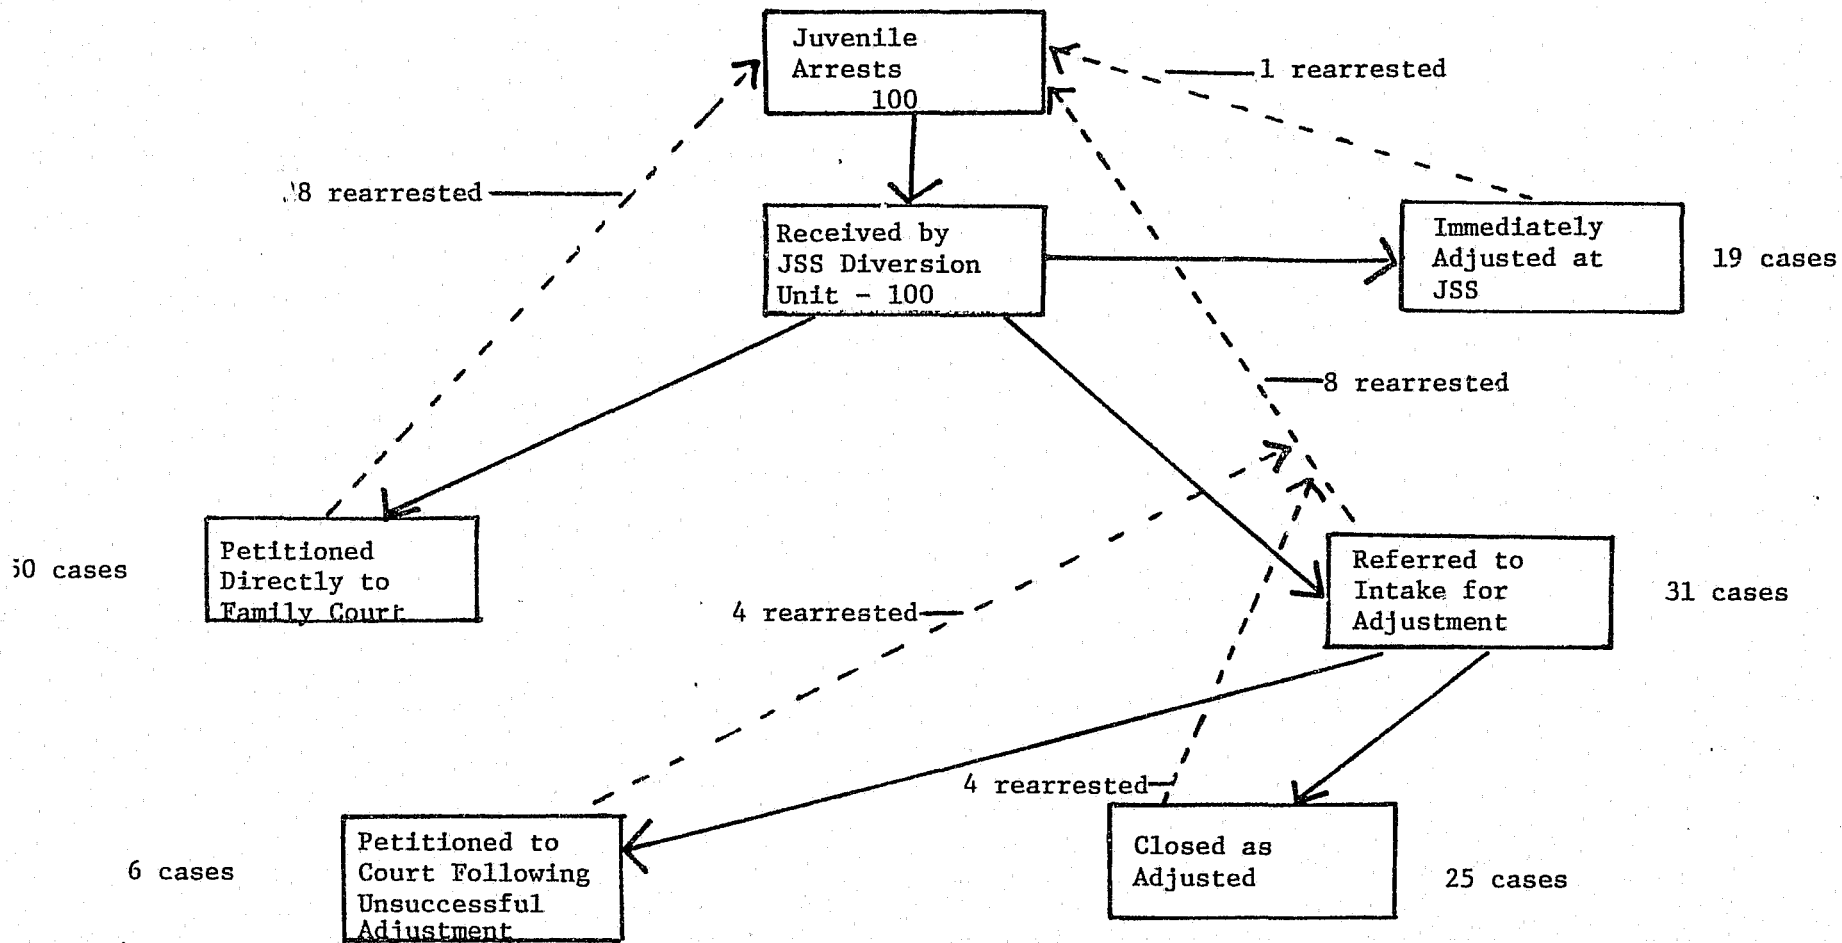 Juvenile
Arrests
100
1 rearrested
rearrested
Received by
JSS Diversion
Unit - 100
Immediately
Adjusted at
JSS
19 cases
8 rearrested
50 cases
Petitioned
Directly to
Family Court
4 rearrested
Referred to
Intake for
Adjustment
31 cases
4 rearrested
6 cases
Petitioned to
Court Following
Unsuccessful
Adjustment
Closed as
Adjusted
25 cases